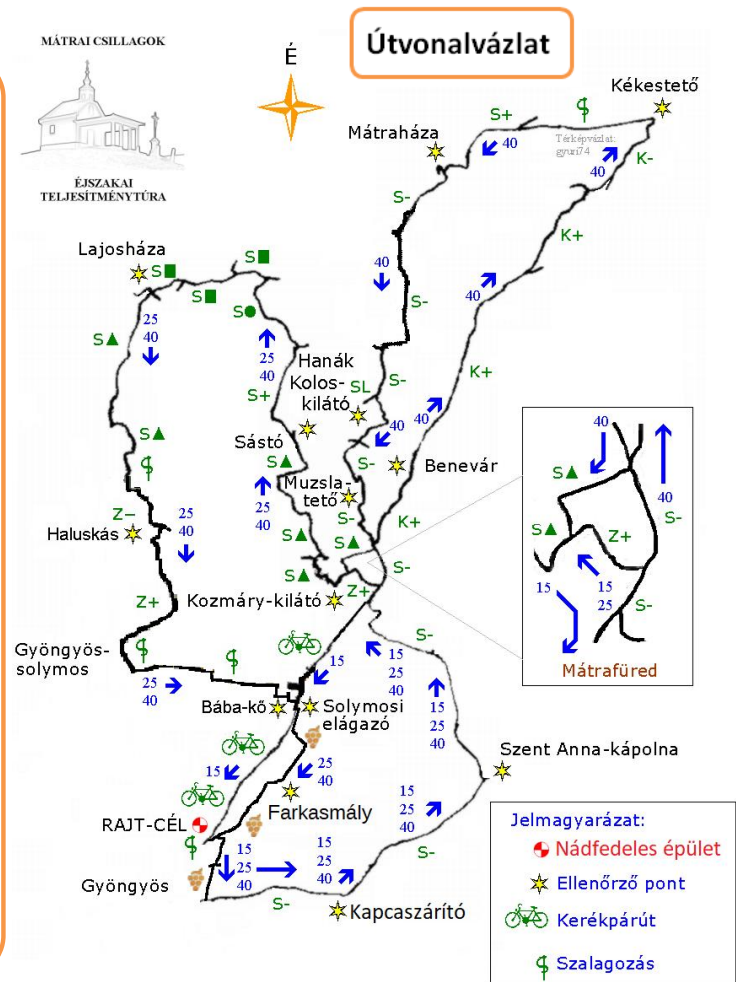 MÁTRAI CSILLAGOK
ÉJSZAKAI
TELJESÍTMÉNYTÚRA
Útvonalvázlat
É
Kékestető
S+
40
Térképvázlat:
gyuri74
Mátraháza
40
K-
S-
K+
Lajosháza
S
S
S
S
40
40
S-
25
40
S
25
40
Hanák
Kolos-
kilátó
S+
SL
S-
K+
40
40
Sástó
S
S
S-
Benevár
Muzsla-
tető
25
40
Z-
Haluskás
25
40
S-
K+
S
S
S
S-
Z+
Kozmáry-kilátó
Z+
40
S
S
40
S-
Z+
15
15
25
S-
Mátrafüred
Gyöngyös-
solymos
25
40
15
15
25
40
S-
15
25
40
Bába-kő
Solymosi
elágazó
15
25
40
Szent Anna-kápolna
Farkasmály
15
25
40
RAJT-CÉL
S-
15
25
40
15
25
40
Gyöngyös
S-
Kapcaszárító
Jelmagyarázat:
Nádfedeles épület
Ellenőrző pont
Kerékpárút
Szalagozás